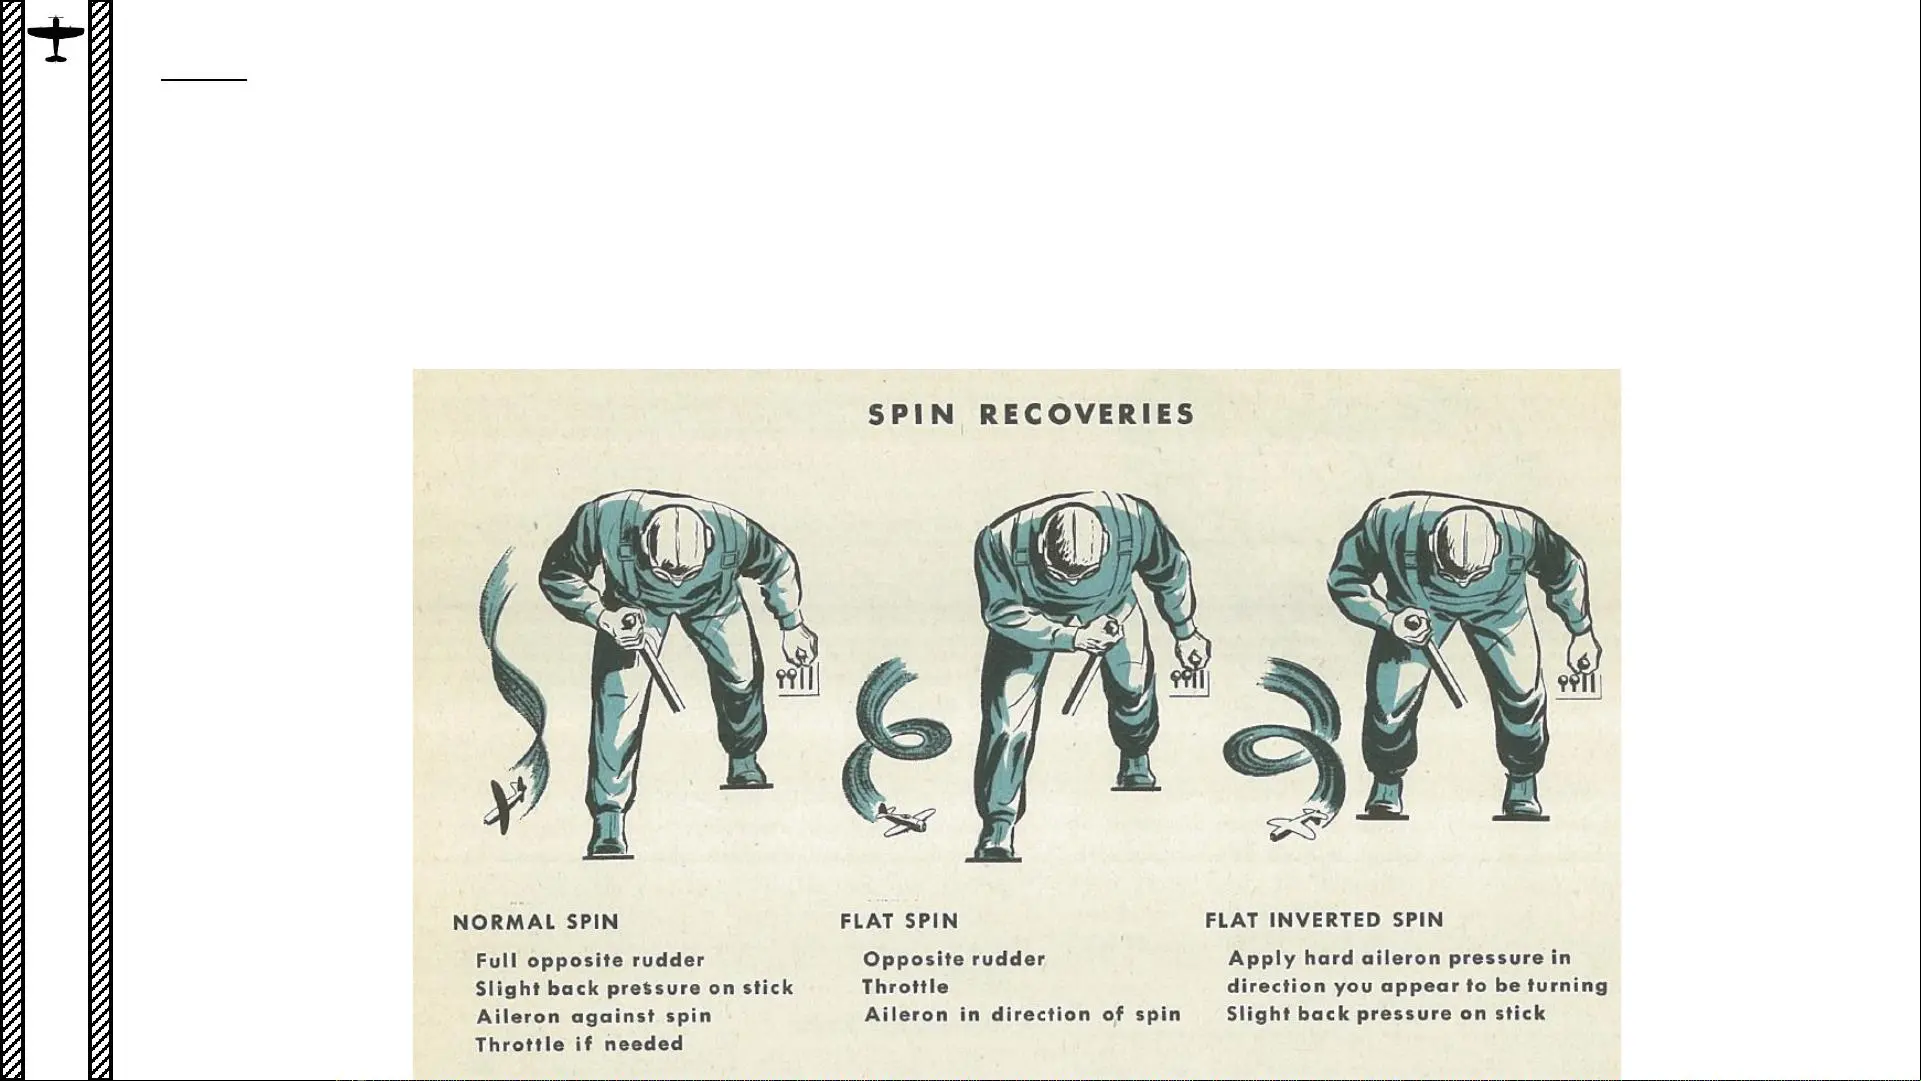 SPIN RECOVERIES
NORMAL SPIN
Full opposite rudder
Slight back pressure on stick
Aileron against spin
Throttle if needed
FLAT SPIN
Opposite rudder
Throttle
Aileron in direction of spin
FLAT INVERTED SPIN
Apply hard aileron pressure in
direction you appear to be turning
Slight back pressure on stick